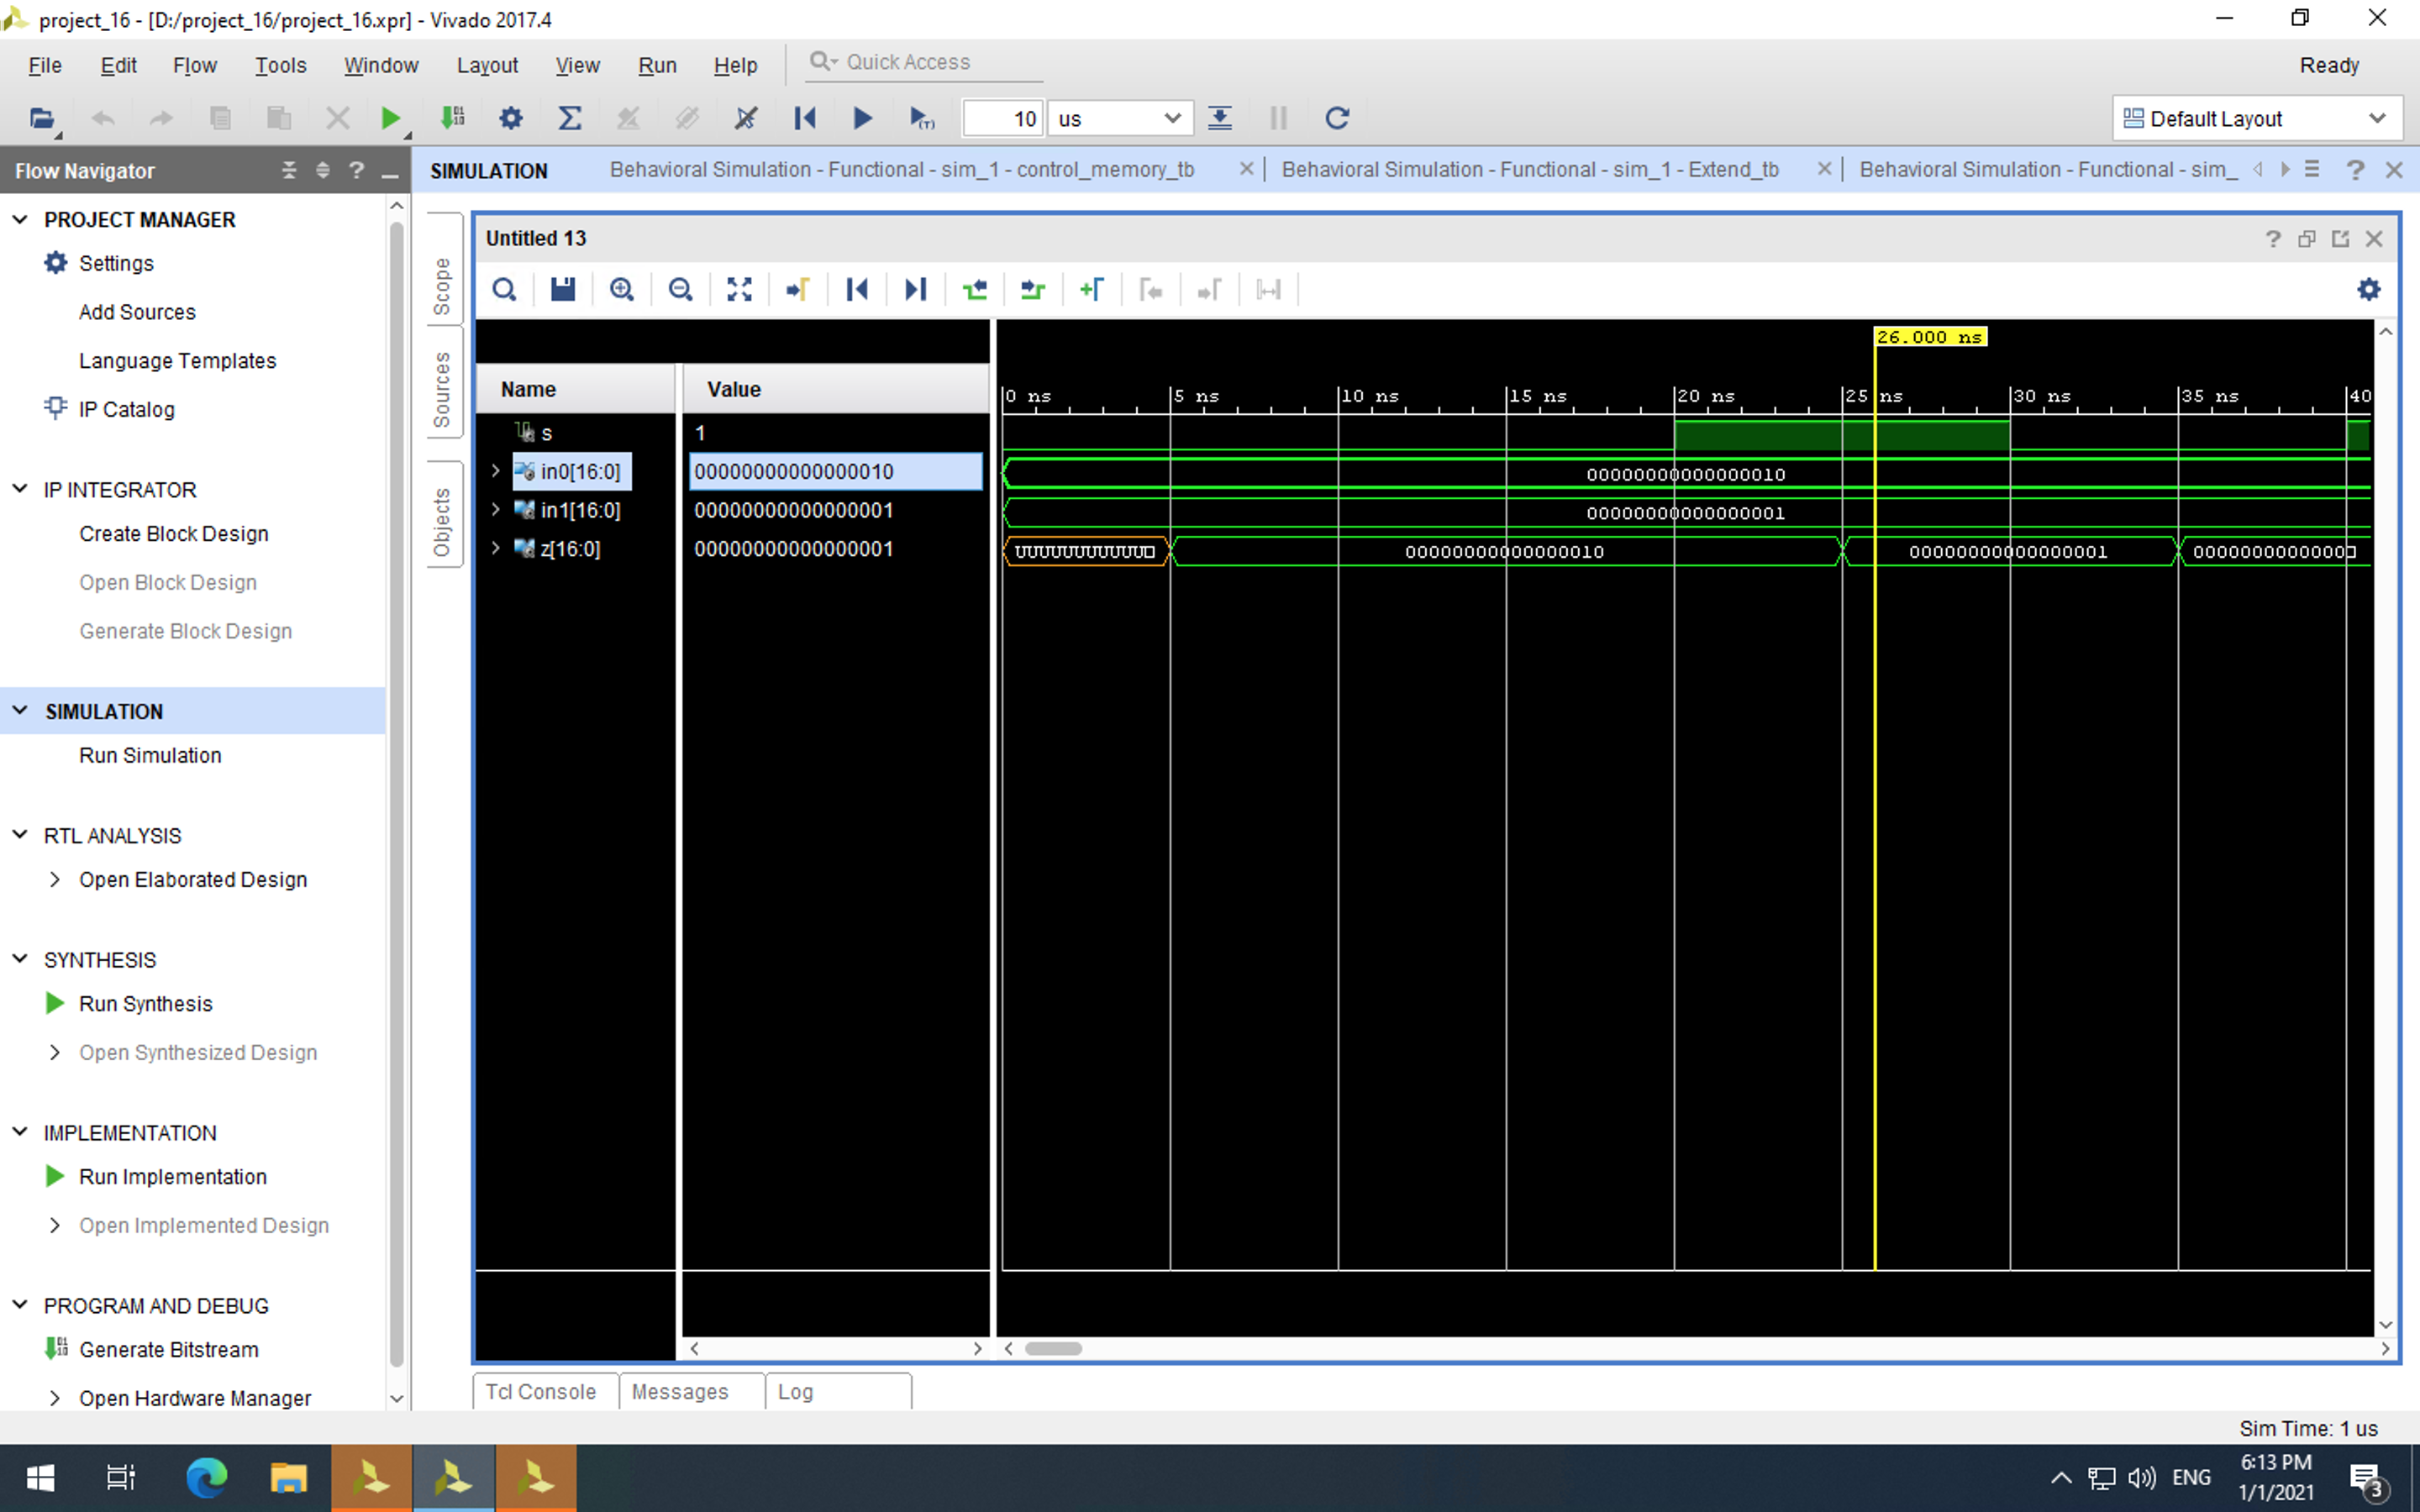 project_16 - [D:/project_16/project_16.xpr] - Vivado 2017.4
File Edit Flow Tools Window Layout View Run Help Quick Access Ready
10 us Default Layout
Flow Navigator
SIMULATION Behavioral Simulation - Functional - sim_1 - control_memory_tb Behavioral Simulation - Functional - sim_1 - Extend_tb Behavioral Simulation - Functional - sim_
PROJECT MANAGER
Settings
Add Sources
Language Templates
IP Catalog
IP INTEGRATOR
Create Block Design
Open Block Design
Generate Block Design
SIMULATION
Run Simulation
RTL ANALYSIS
Open Elaborated Design
SYNTHESIS
Run Synthesis
Open Synthesized Design
IMPLEMENTATION
Run Implementation
Open Implemented Design
PROGRAM AND DEBUG
Generate Bitstream
Open Hardware Manager
Scope
Sources
Objects
Untitled 13
26.000 ns
Name Value
0 ns 5 ns 10 ns 15 ns 20 ns 25 ns 30 ns 35 ns 40
s 1
in0[16:0] 00000000000000010 00000000000000010
in1[16:0] 00000000000000001 00000000000000001
z[16:0] 00000000000000001 UUUUUUUUUUUU 00000000000000010 00000000000000001 00000000000000
Tcl Console Messages Log
Sim Time: 1 us
ENG
6:13 PM
1/1/2021
3